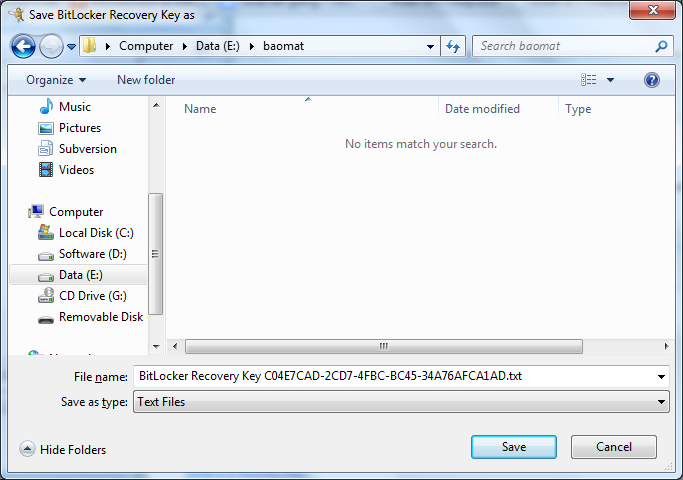 Save BitLocker Recovery Key as
Computer Data (E:) baomat
Search baomat
Organize New folder
Name Date modified Type
No items match your search.
Music
Pictures
Subversion
Videos
Computer
Local Disk (C:)
Software (D:)
Data (E:)
CD Drive (G:)
Removable Disk
File name: BitLocker Recovery Key C04E7CAD-2CD7-4FBC-BC45-34A76AFCA1AD.txt
Save as type: Text Files
Hide Folders Save Cancel